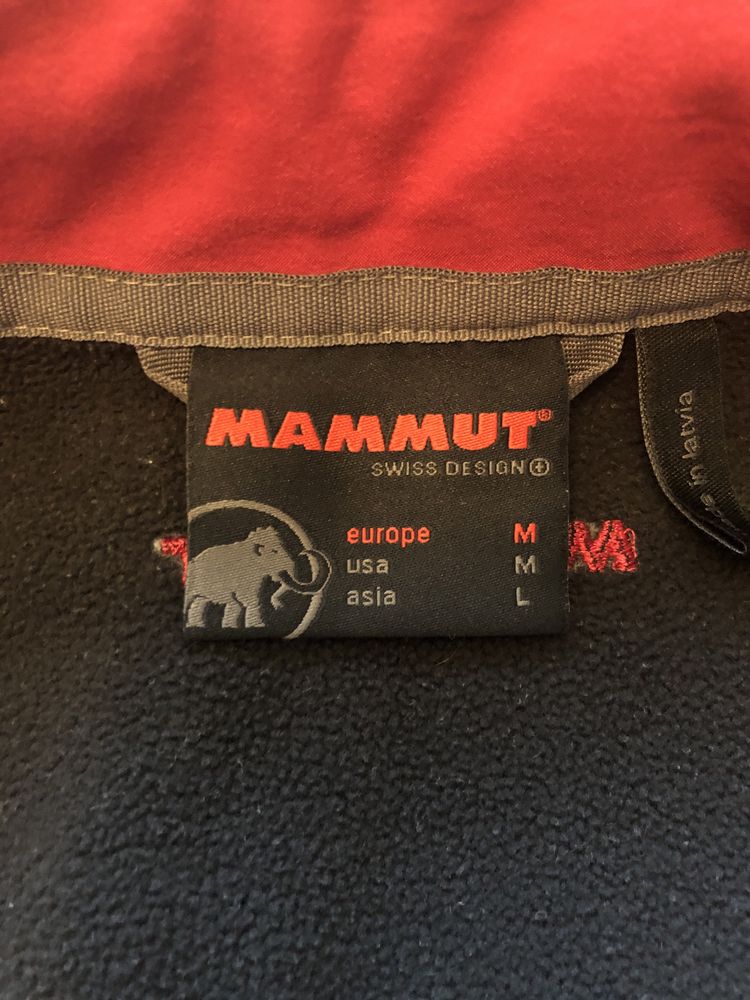 MAMMUT®
SWISS DESIGN
europe M
usa M
asia L
in latvia